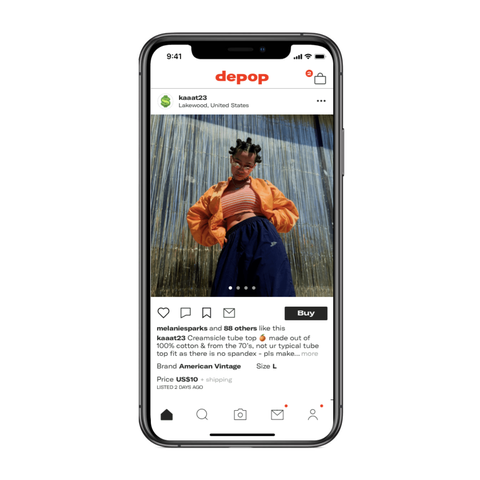 9:41
depop
2
kaaat23
Lakewood, United States
Buy
melaniesparks and 88 others like this
kaaat23 Creamsicle tube top 🍊 made out of
100% cotton & from the 70's, not ur typical tube
top fit as there is no spandex - pls make... more
Brand American Vintage Size L
Price US$10 + shipping
LISTED 2 DAYS AGO